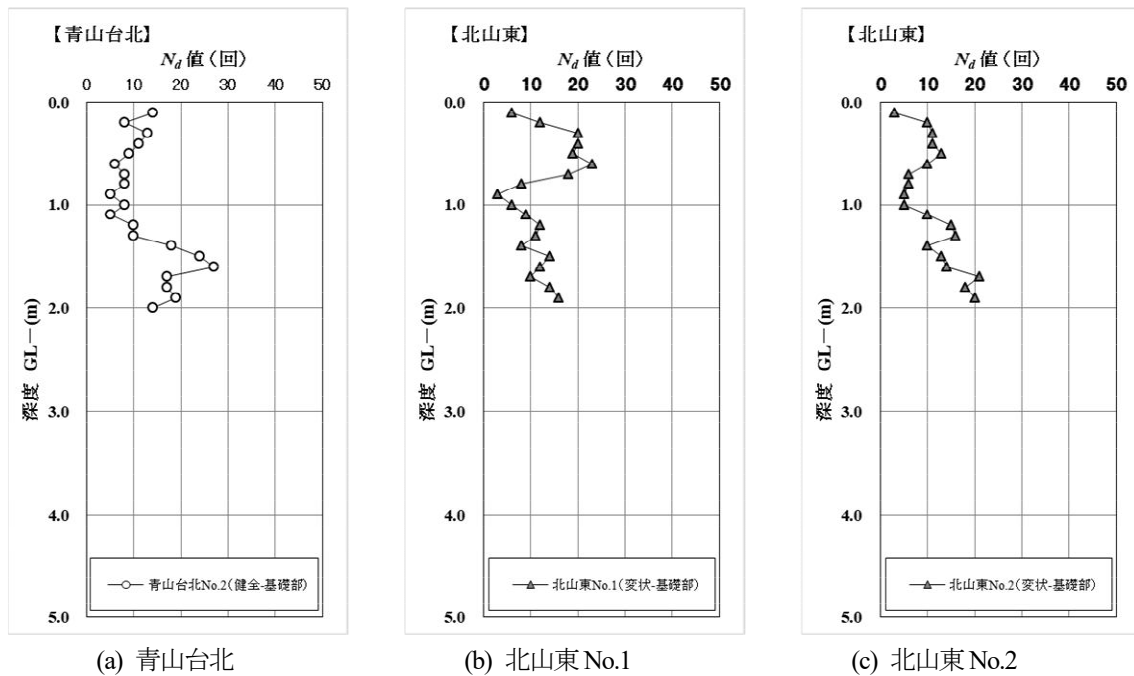 【青山台北】
Nd 値（回）
0 10 20 30 40 50
0.0
1.0
2.0
3.0
4.0
5.0
深度 GL－(m)
青山台北No.2（健全-基礎部）
(a) 青山台北
【北山東】
Nd 値（回）
0 10 20 30 40 50
0.0
1.0
2.0
3.0
4.0
5.0
深度 GL－(m)
北山東No.1（変状-基礎部）
(b) 北山東No.1
【北山東】
Nd 値（回）
0 10 20 30 40 50
0.0
1.0
2.0
3.0
4.0
5.0
深度 GL－(m)
北山東No.2（変状-基礎部）
(c) 北山東No.2